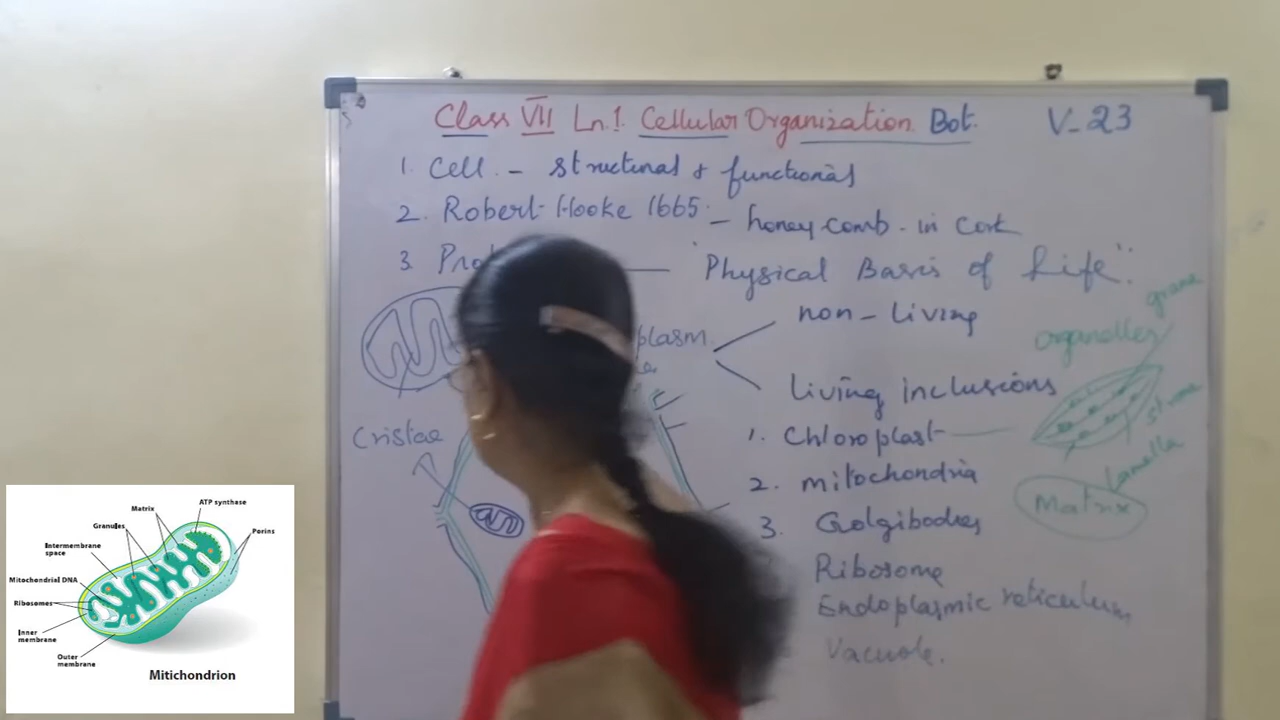 Class VII Ln.1. Cellular Organization Bot. V-23
1. Cell. - structural & functional
2. Robert Hooke 1665. - honey comb - in Cork
3. "Physical Basis of Life".
non - living
organelles
grana
plasm
living inclusions
1. Chloroplast
Lamella
Cristae
2. mitochondria
Matrix
3. Golgibodies
Ribosome
Endoplasmic reticulum
Vacuole.
Matrix
ATP synthase
Granules
Porins
Intermembrane
space
Mitochondrial DNA
Ribosomes
Inner
membrane
Outer
membrane
Mitichondrion